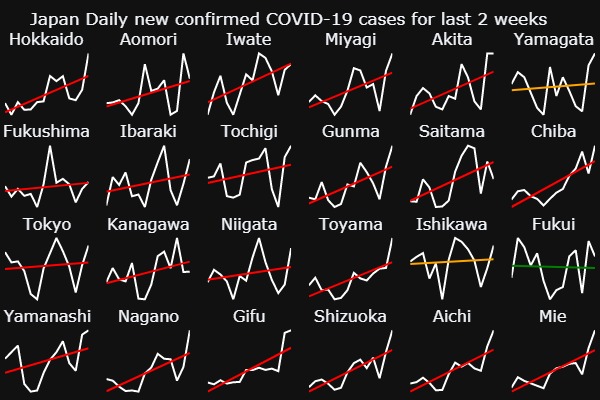 Japan Daily new confirmed COVID-19 cases for last 2 weeks
Hokkaido Aomori Iwate Miyagi Akita Yamagata
Fukushima Ibaraki Tochigi Gunma Saitama Chiba
Tokyo Kanagawa Niigata Toyama Ishikawa Fukui
Yamanashi Nagano Gifu Shizuoka Aichi Mie